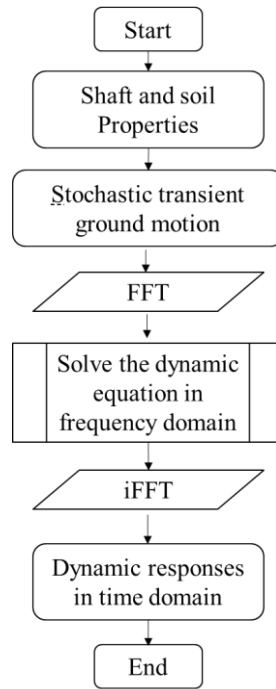 Start
Shaft and soil
Properties
Stochastic transient
ground motion
FFT
Solve the dynamic
equation in
frequency domain
iFFT
Dynamic responses
in time domain
End